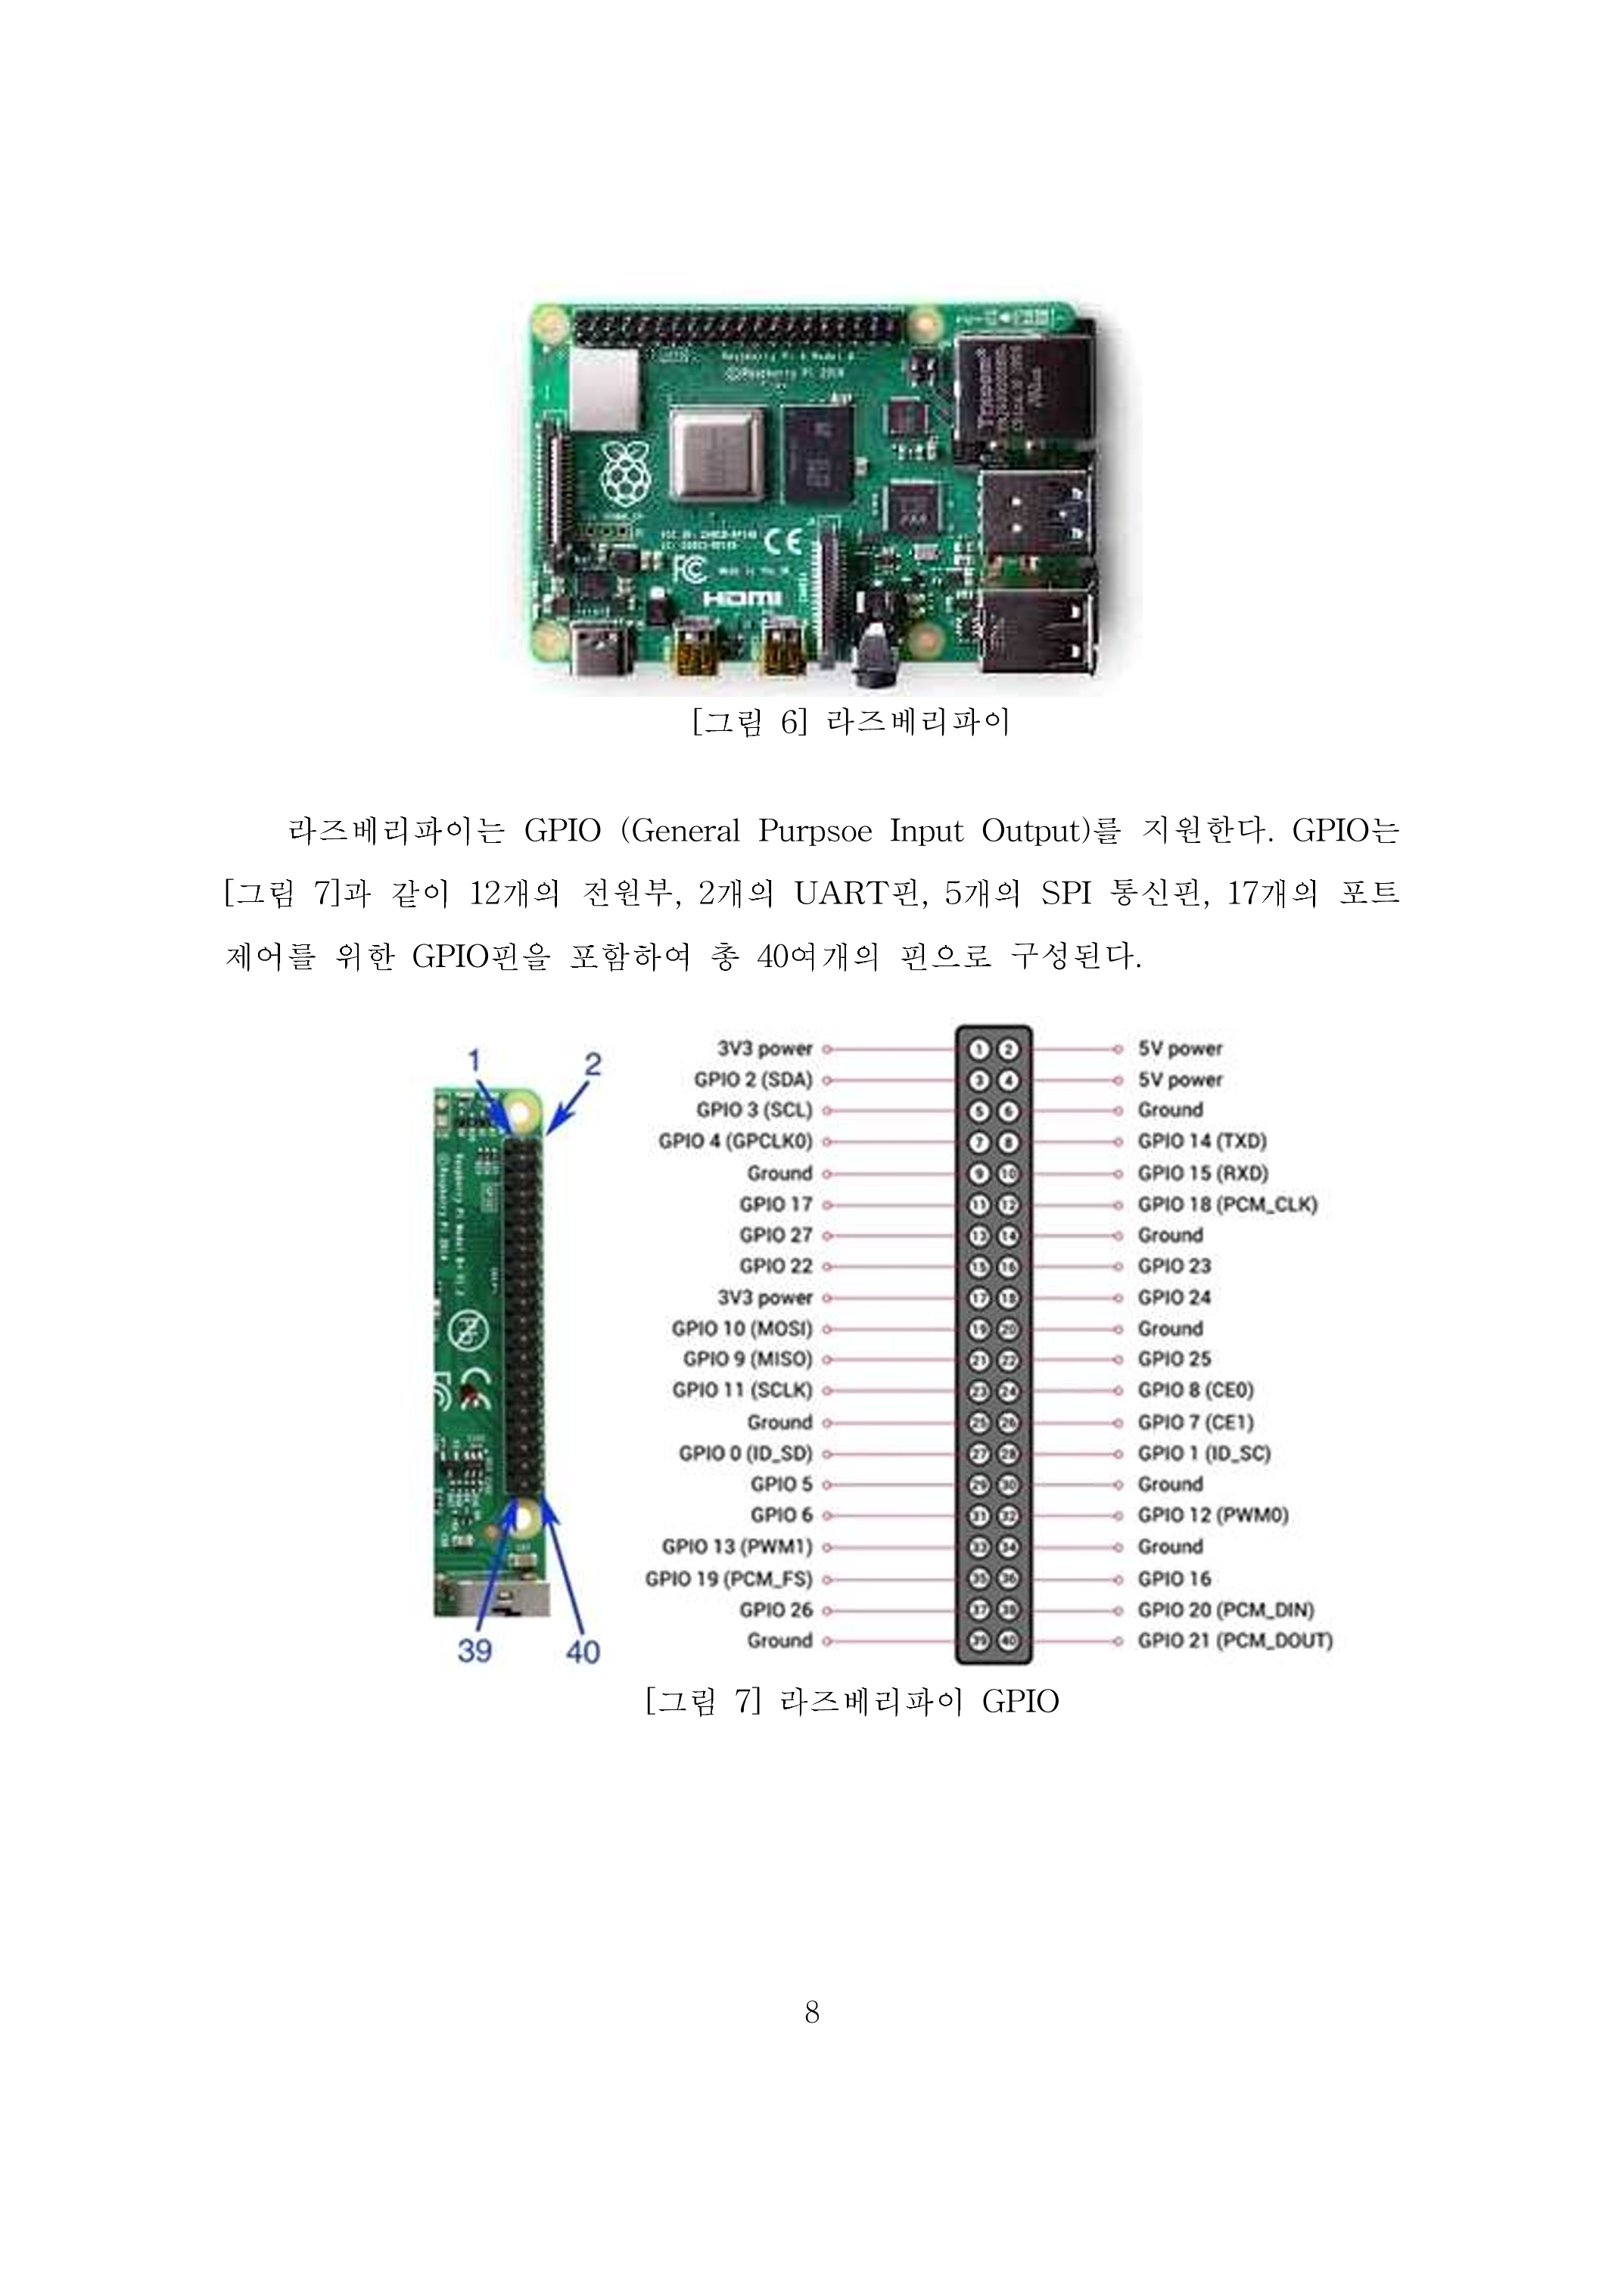 Raspberry Pi 4 Model B
HDMI
FCC
CE
[그림 6] 라즈베리파이
라즈베리파이는 GPIO (General Purpsoe Input Output)를 지원한다. GPIO는
[그림 7]과 같이 12개의 전원부, 2개의 UART핀, 5개의 SPI 통신핀, 17개의 포트
제어를 위한 GPIO핀을 포함하여 총 40여개의 핀으로 구성된다.
1
2
39
40
3V3 power 1 2 5V power
GPIO 2 (SDA) 3 4 5V power
GPIO 3 (SCL) 5 6 Ground
GPIO 4 (GPCLK0) 7 8 GPIO 14 (TXD)
Ground 9 10 GPIO 15 (RXD)
GPIO 17 11 12 GPIO 18 (PCM_CLK)
GPIO 27 13 14 Ground
GPIO 22 15 16 GPIO 23
3V3 power 17 18 GPIO 24
GPIO 10 (MOSI) 19 20 Ground
GPIO 9 (MISO) 21 22 GPIO 25
GPIO 11 (SCLK) 23 24 GPIO 8 (CE0)
Ground 25 26 GPIO 7 (CE1)
GPIO 0 (ID_SD) 27 28 GPIO 1 (ID_SC)
GPIO 5 29 30 Ground
GPIO 6 31 32 GPIO 12 (PWM0)
GPIO 13 (PWM1) 33 34 Ground
GPIO 19 (PCM_FS) 35 36 GPIO 16
GPIO 26 37 38 GPIO 20 (PCM_DIN)
Ground 39 40 GPIO 21 (PCM_DOUT)
[그림 7] 라즈베리파이 GPIO
8